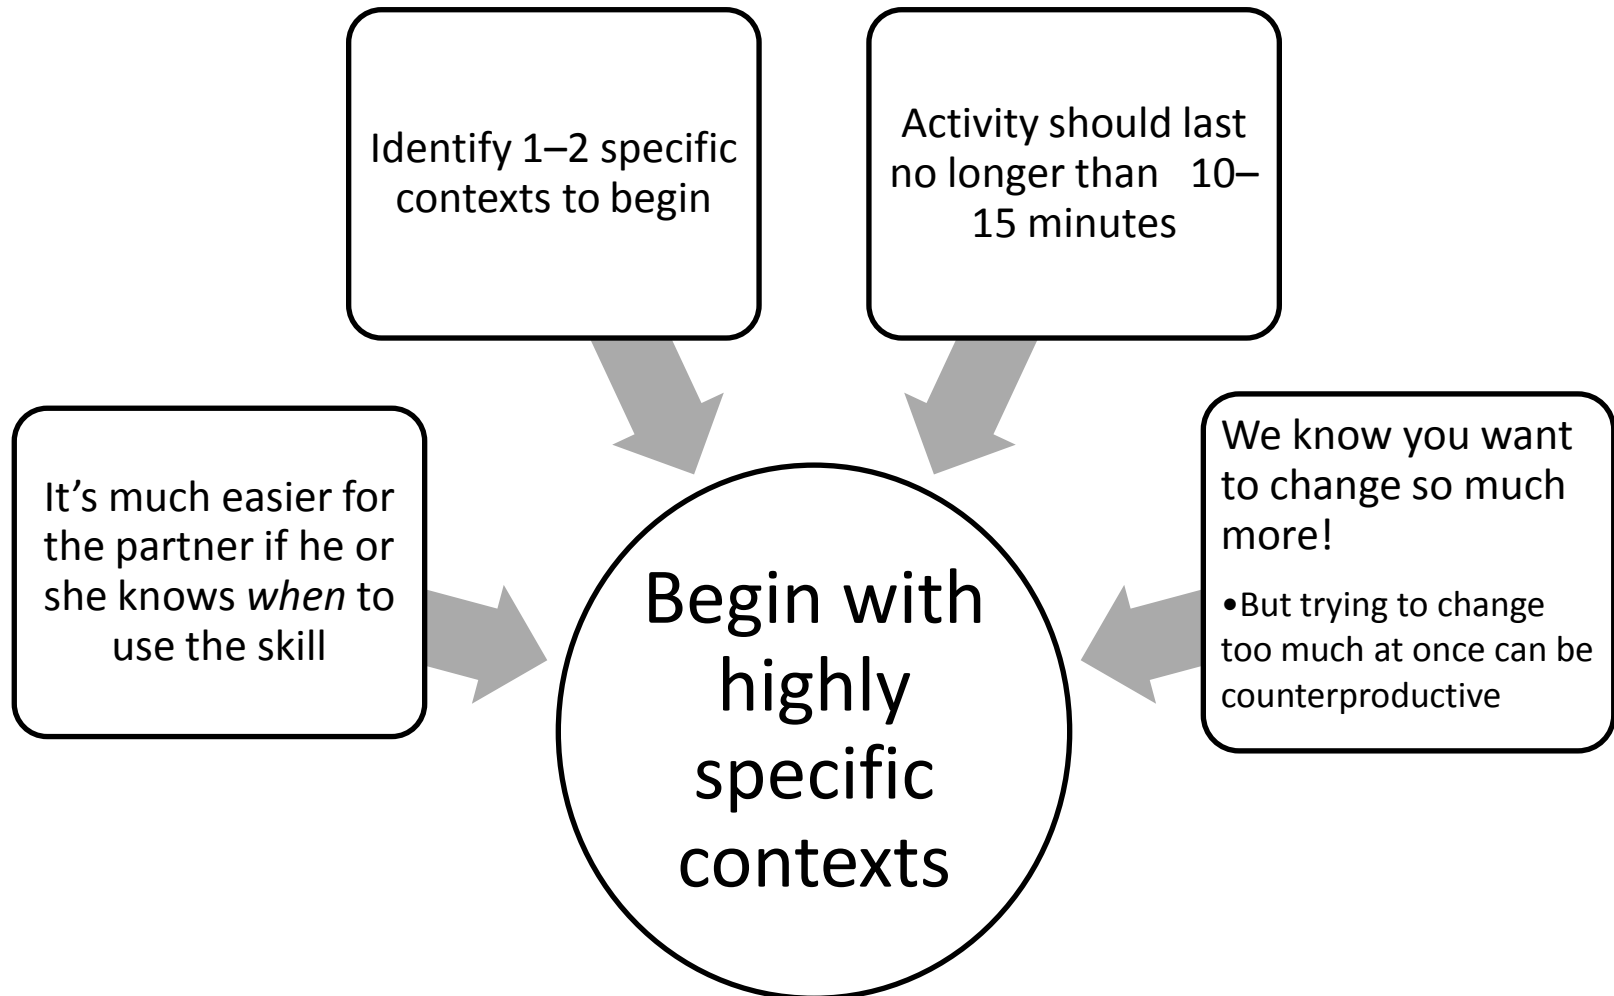 Identify 1–2 specific
contexts to begin
Activity should last
no longer than 10–
15 minutes
It’s much easier for
the partner if he or
she knows when to
use the skill
We know you want
to change so much
more!
•But trying to change
too much at once can be
counterproductive
Begin with
highly
specific
contexts